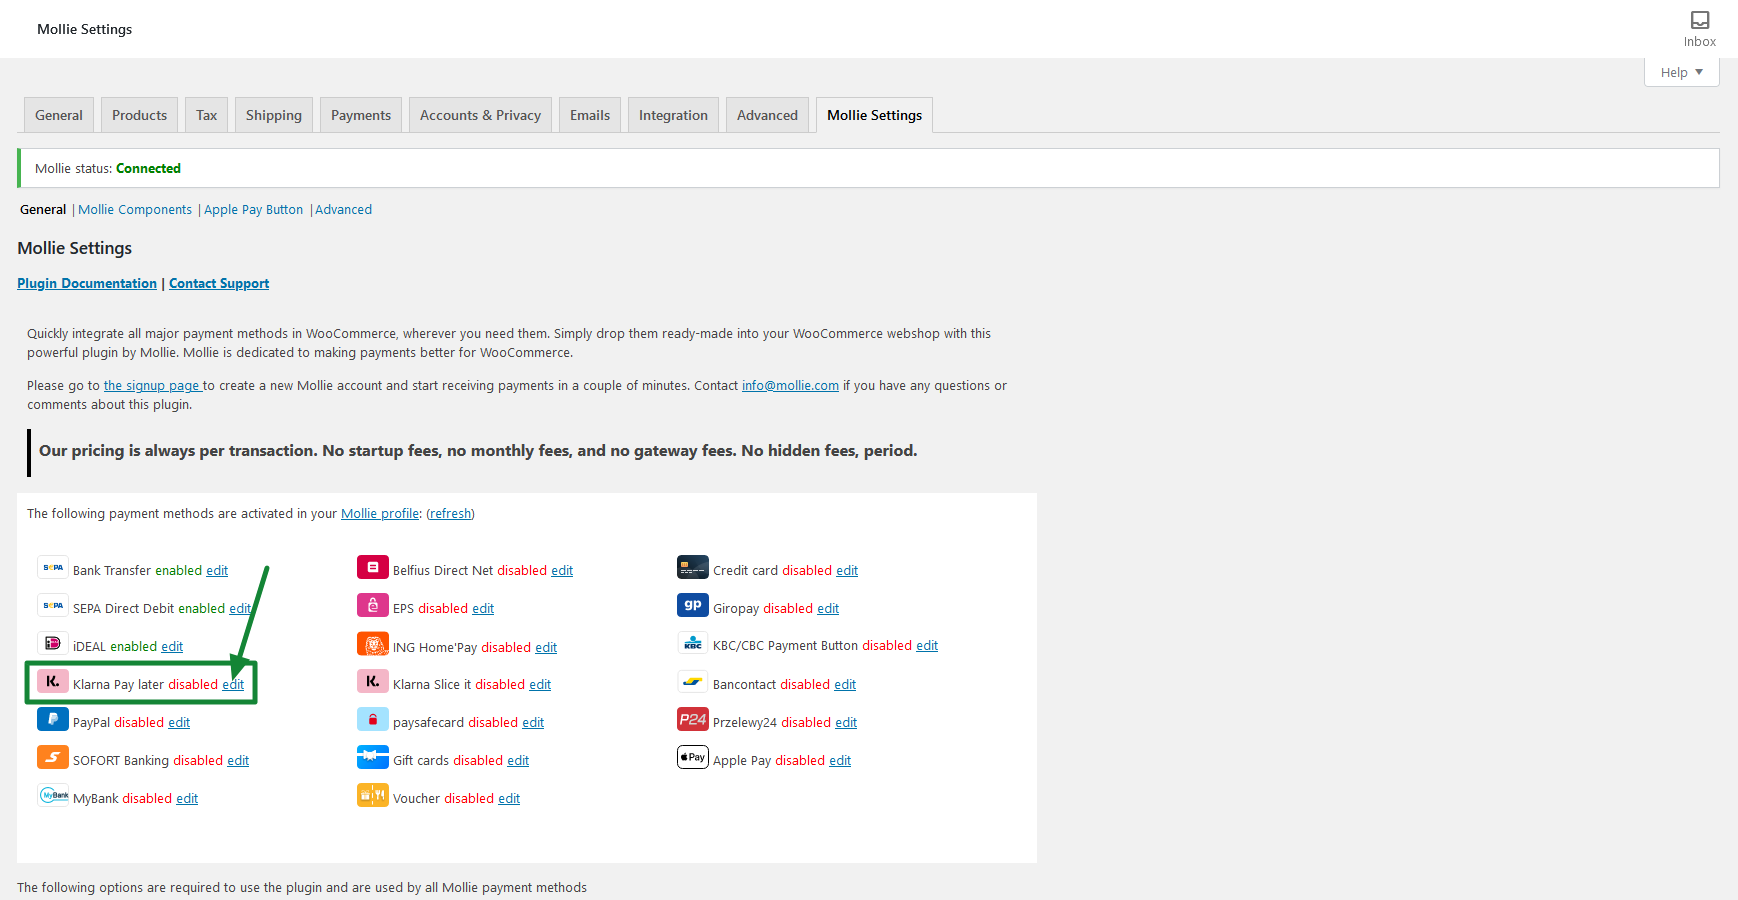 Mollie Settings
Inbox
Help
General Products Tax Shipping Payments Accounts & Privacy Emails Integration Advanced Mollie Settings
Mollie status: Connected
General | Mollie Components | Apple Pay Button | Advanced
Mollie Settings
Plugin Documentation | Contact Support
Quickly integrate all major payment methods in WooCommerce, wherever you need them. Simply drop them ready-made into your WooCommerce webshop with this
powerful plugin by Mollie. Mollie is dedicated to making payments better for WooCommerce.
Please go to the signup page to create a new Mollie account and start receiving payments in a couple of minutes. Contact info@mollie.com if you have any questions or
comments about this plugin.
Our pricing is always per transaction. No startup fees, no monthly fees, and no gateway fees. No hidden fees, period.
The following payment methods are activated in your Mollie profile: (refresh)
SEPA Bank Transfer enabled edit
Belfius Direct Net disabled edit
Credit card disabled edit
SEPA SEPA Direct Debit enabled edit
EPS disabled edit
gp Giropay disabled edit
iDEAL enabled edit
ING Home'Pay disabled edit
KBC KBC/CBC Payment Button disabled edit
K. Klarna Pay later disabled edit
K. Klarna Slice it disabled edit
Bancontact disabled edit
PayPal disabled edit
paysafecard disabled edit
P24 Przelewy24 disabled edit
SOFORT Banking disabled edit
Gift cards disabled edit
Pay Apple Pay disabled edit
MyBank MyBank disabled edit
Voucher disabled edit
The following options are required to use the plugin and are used by all Mollie payment methods